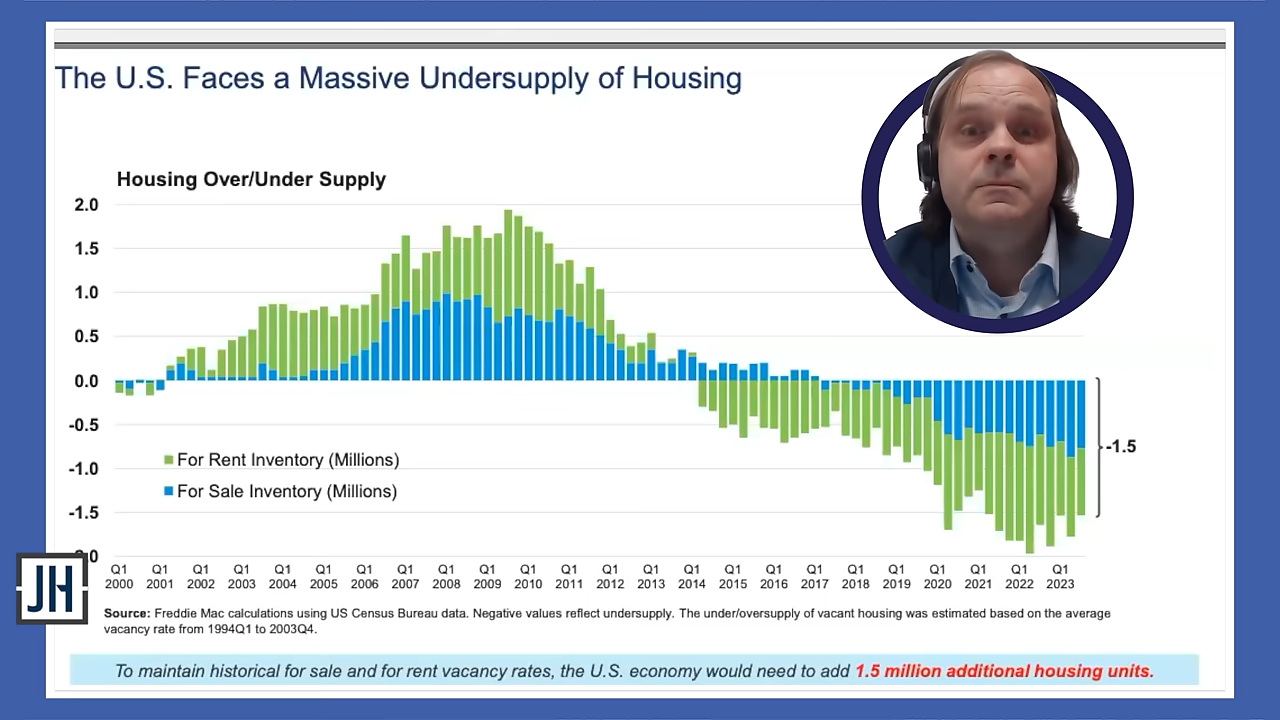 The U.S. Faces a Massive Undersupply of Housing
Housing Over/Under Supply
2.0
1.5
1.0
0.5
0.0
-0.5
-1.0
-1.5
.0
For Rent Inventory (Millions)
For Sale Inventory (Millions)
-1.5
Q1 Q1 Q1 Q1 Q1 Q1 Q1 Q1 Q1 Q1 Q1 Q1 Q1 Q1 Q1 Q1 Q1 Q1 Q1 Q1 Q1 Q1 Q1 Q1
2000 2001 2002 2003 2004 2005 2006 2007 2008 2009 2010 2011 2012 2013 2014 2015 2016 2017 2018 2019 2020 2021 2022 2023
JH
Source: Freddie Mac calculations using US Census Bureau data. Negative values reflect undersupply. The under/oversupply of vacant housing was estimated based on the average
vacancy rate from 1994Q1 to 2003Q4.
To maintain historical for sale and for rent vacancy rates, the U.S. economy would need to add 1.5 million additional housing units.